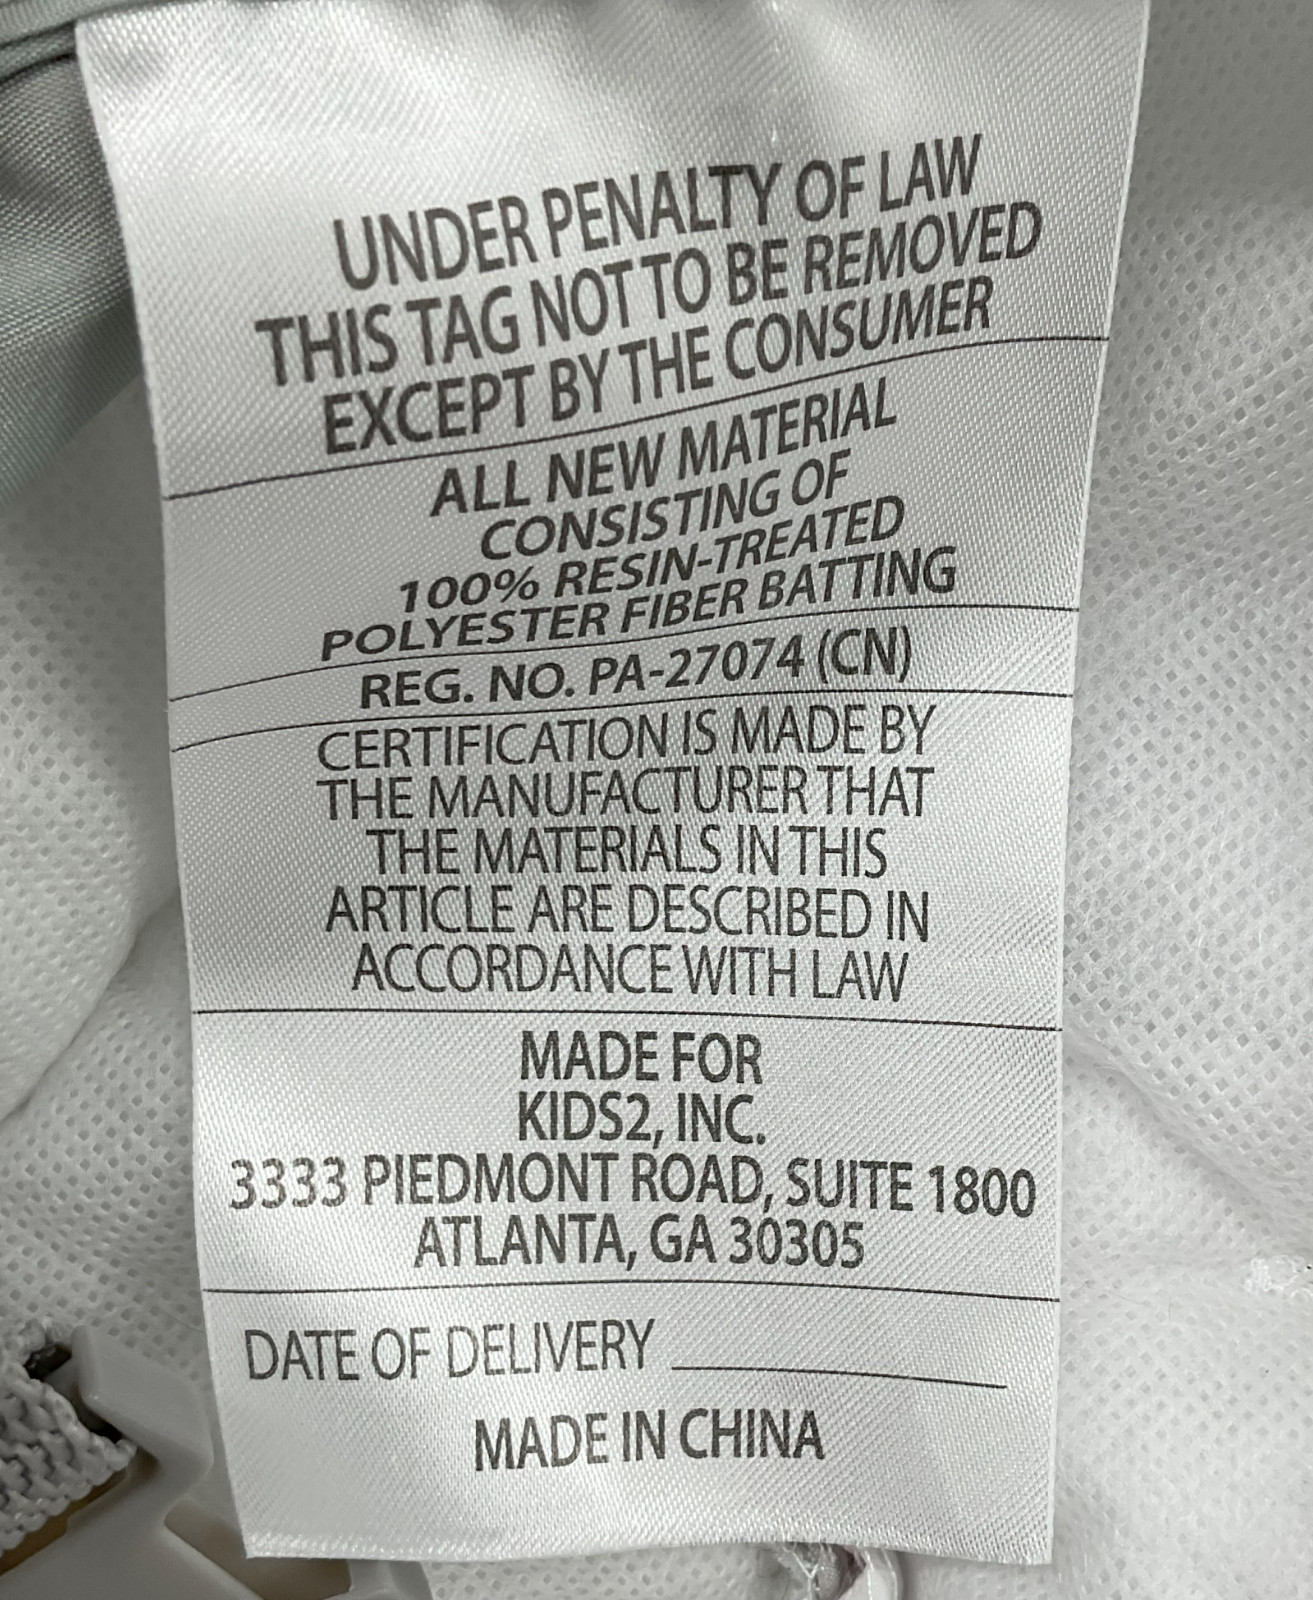 UNDER PENALTY OF LAW
THIS TAG NOT TO BE REMOVED
EXCEPT BY THE CONSUMER
ALL NEW MATERIAL
CONSISTING OF
100% RESIN-TREATED
POLYESTER FIBER BATTING
REG. NO. PA-27074 (CN)
CERTIFICATION IS MADE BY
THE MANUFACTURER THAT
THE MATERIALS IN THIS
ARTICLE ARE DESCRIBED IN
ACCORDANCE WITH LAW
MADE FOR
KIDS2, INC.
3333 PIEDMONT ROAD, SUITE 1800
ATLANTA, GA 30305
DATE OF DELIVERY
MADE IN CHINA